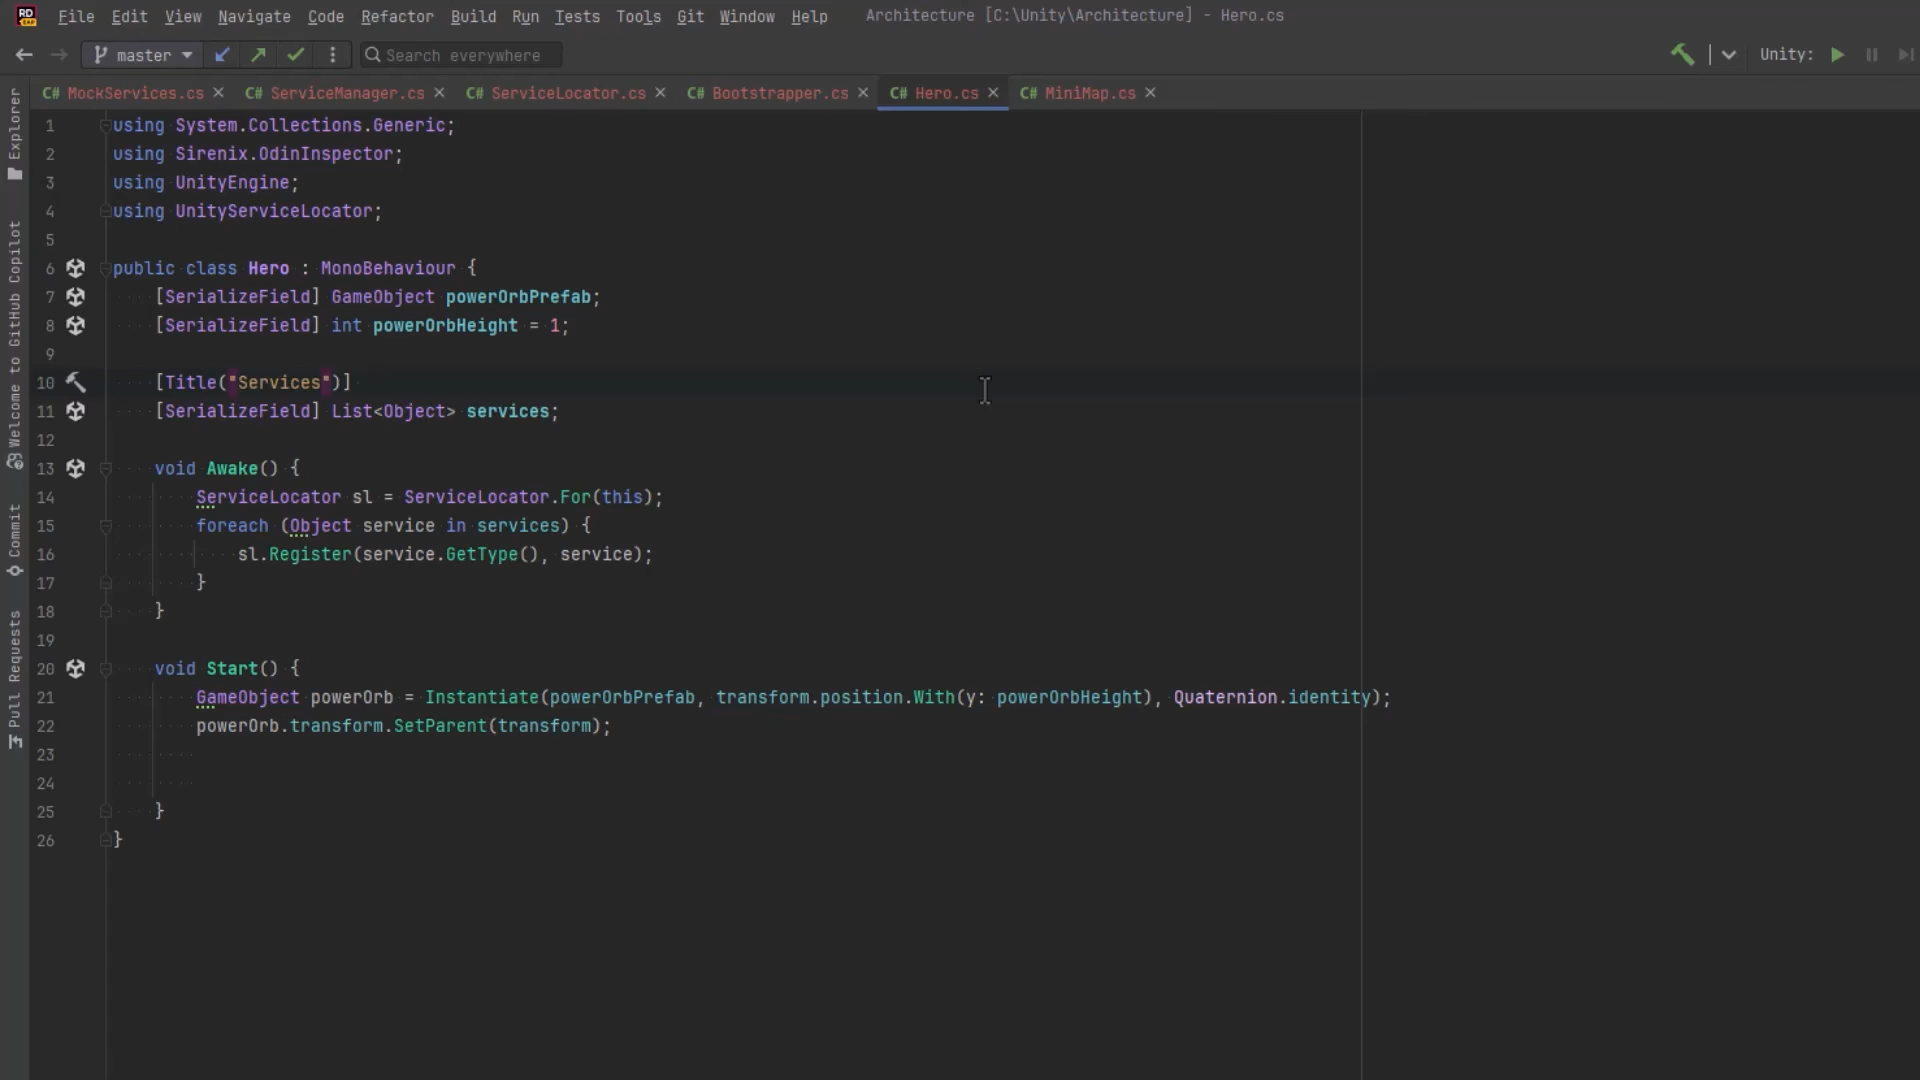 RD
EAP
File Edit View Navigate Code Refactor Build Run Tests Tools Git Window Help Architecture [C:\Unity\Architecture] - Hero.cs
master Search everywhere Unity:
C# MockServices.cs C# ServiceManager.cs C# ServiceLocator.cs C# Bootstrapper.cs C# Hero.cs C# MiniMap.cs
Explorer
Welcome to GitHub Copilot
Commit
Pull Requests
1 using System.Collections.Generic;
2 using Sirenix.OdinInspector;
3 using UnityEngine;
4 using UnityServiceLocator;
5
6 public class Hero : MonoBehaviour {
7 [SerializeField] GameObject powerOrbPrefab;
8 [SerializeField] int powerOrbHeight = 1;
9
10 [Title("Services")]
11 [SerializeField] List<Object> services;
12
13 void Awake() {
14 ServiceLocator sl = ServiceLocator.For(this);
15 foreach (Object service in services) {
16 sl.Register(service.GetType(), service);
17 }
18 }
19
20 void Start() {
21 GameObject powerOrb = Instantiate(powerOrbPrefab, transform.position.With(y: powerOrbHeight), Quaternion.identity);
22 powerOrb.transform.SetParent(transform);
23
24
25 }
26 }